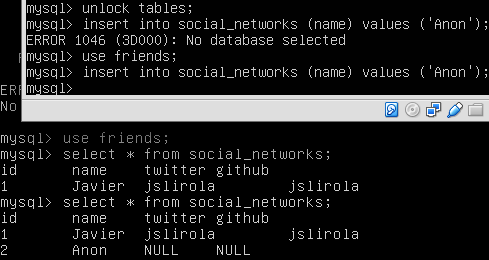 mysql> unlock tables;
mysql> insert into social_networks (name) values ('Anon');
ERROR 1046 (3D000): No database selected
mysql> use friends;
mysql> insert into social_networks (name) values ('Anon');
mysql>
ERR
No
mysql> use friends;
mysql> select * from social_networks;
id name twitter github
1 Javier jslirola jslirola
mysql> select * from social_networks;
id name twitter github
1 Javier jslirola jslirola
2 Anon NULL NULL